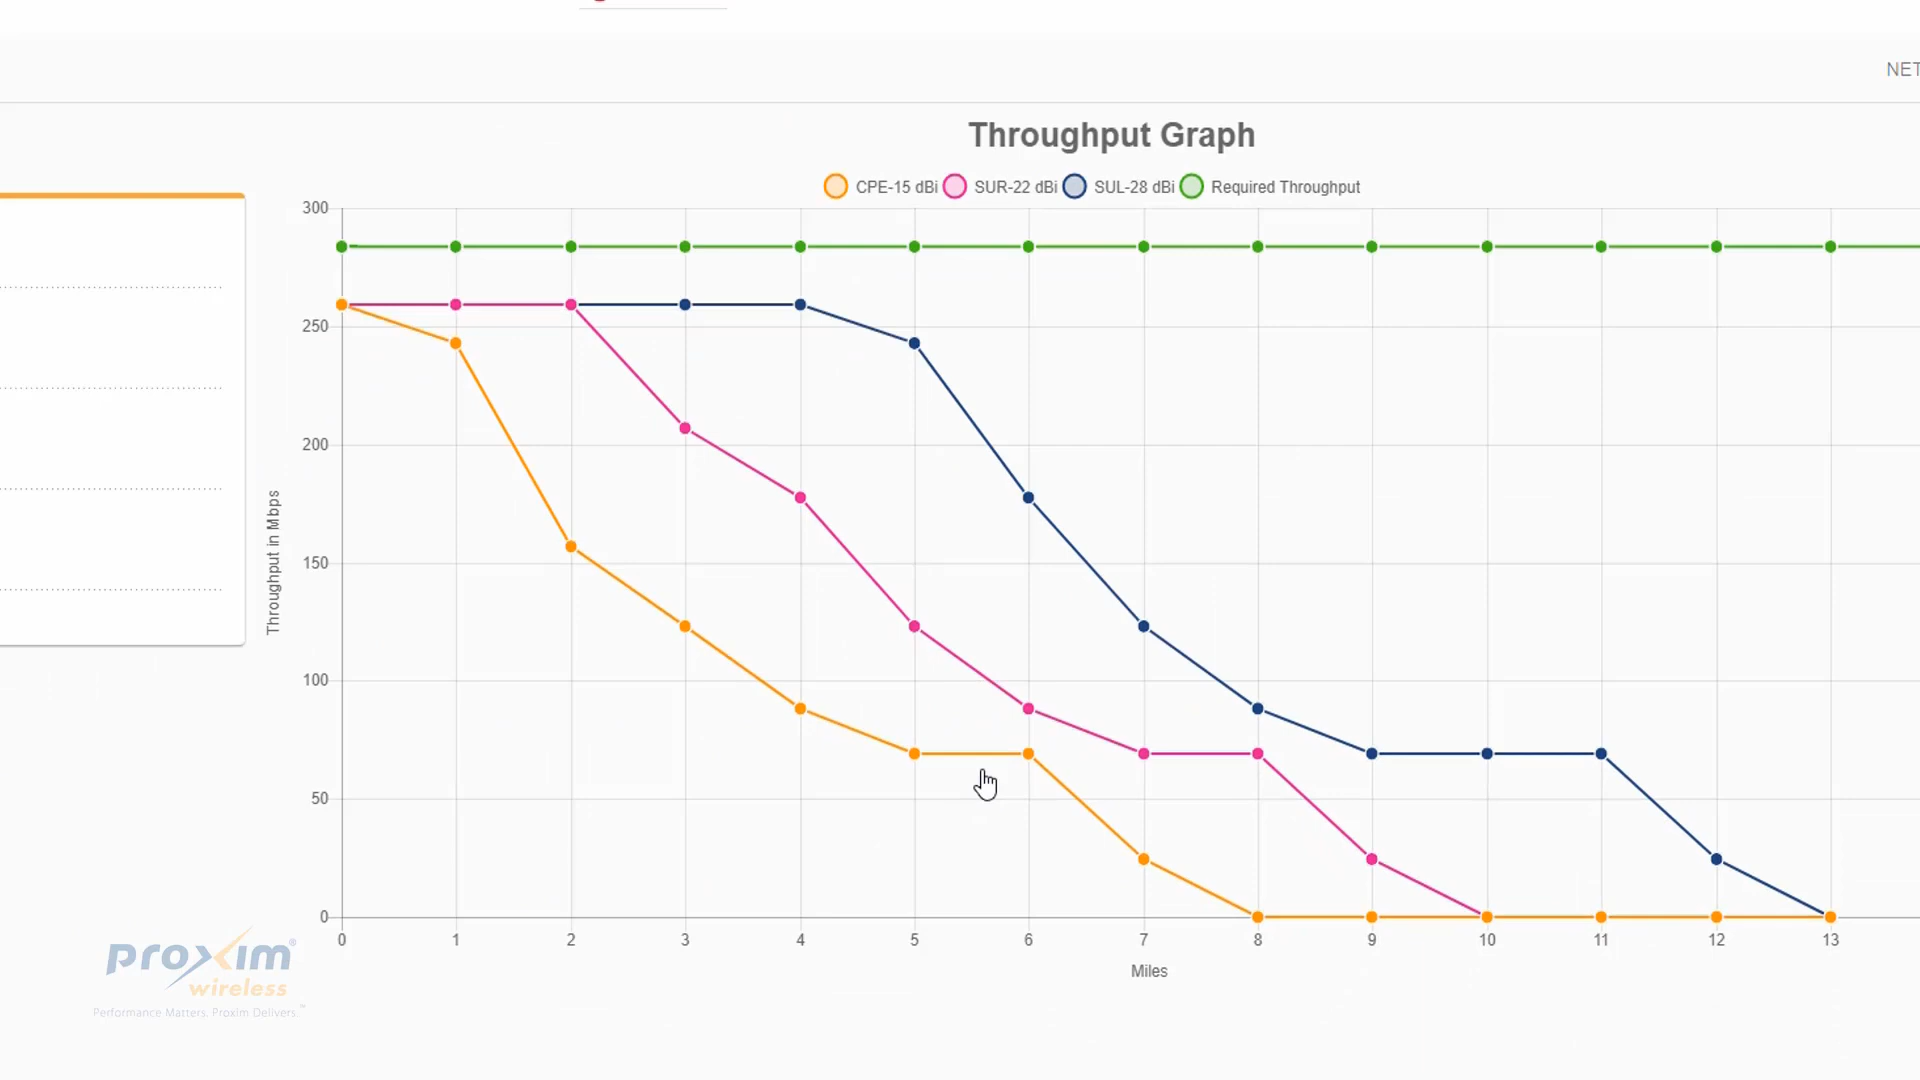 NET
Throughput Graph
CPE-15 dBi SUR-22 dBi SUL-28 dBi Required Throughput
300
250
200
150
100
50
0
Throughput in Mbps
0 1 2 3 4 5 6 7 8 9 10 11 12 13
Miles
proxim®
wireless
Performance Matters. Proxim Delivers.™